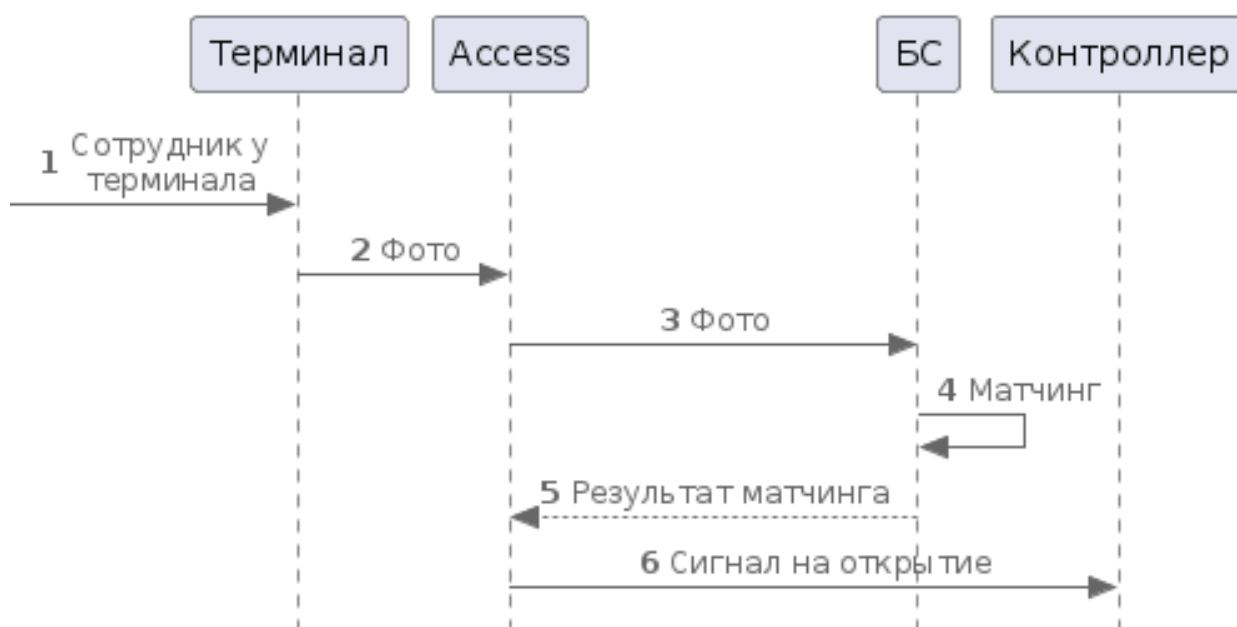 Терминал
Access
БС
Контроллер
1 Сотрудник у
терминала
2 Фото
3 Фото
4 Матчинг
5 Результат матчинга
6 Сигнал на открытие